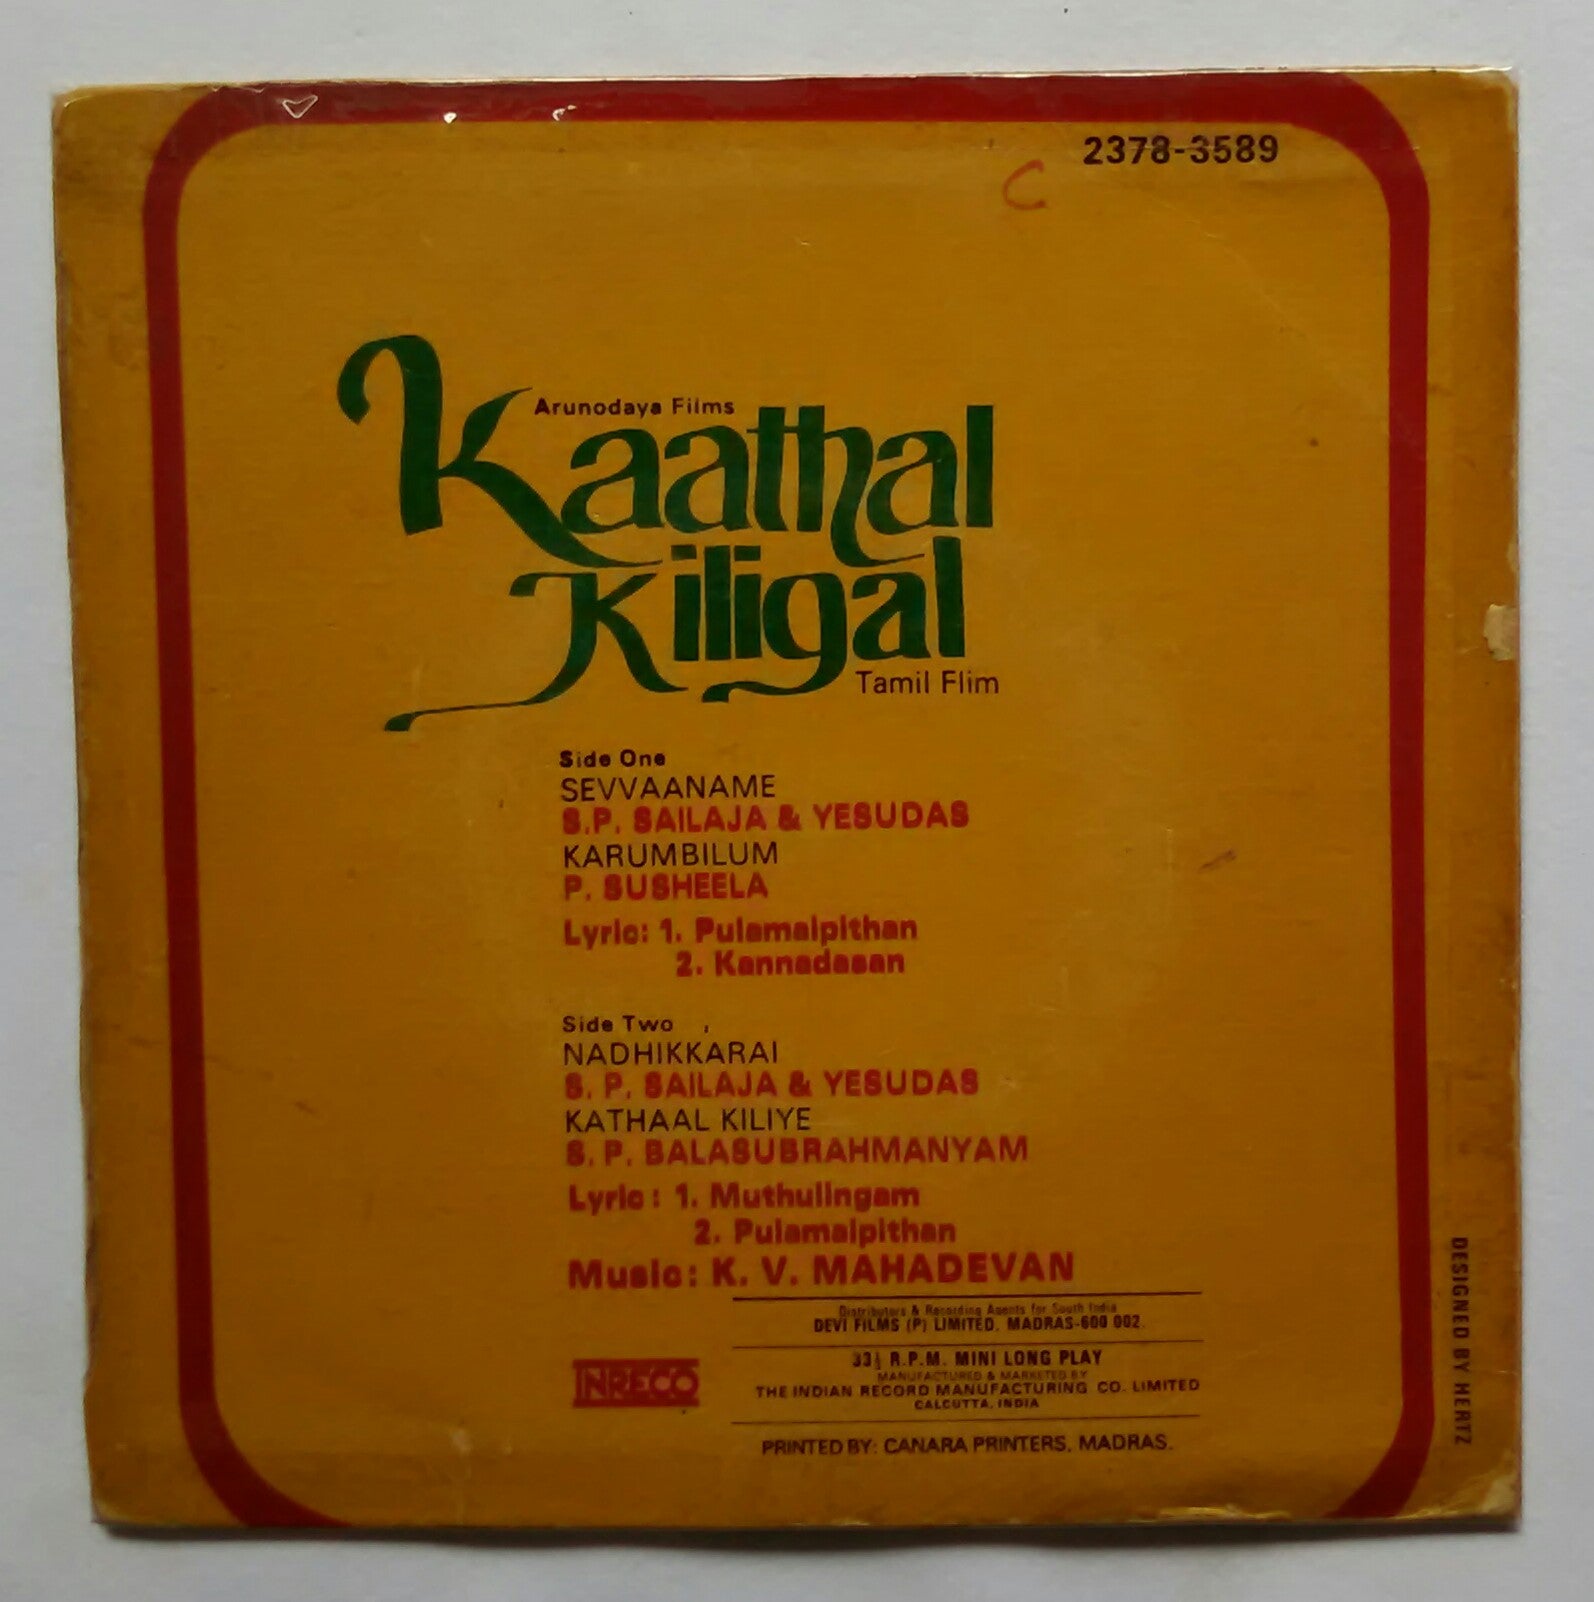 2378-3589
C
Arunodaya Films
Kaathal
Kiligal
Tamil Flim
Side One
SEVVAANAME
S.P. SAILAJA & YESUDAS
KARUMBILUM
P. SUSHEELA
Lyric: 1. Pulamaipithan
2. Kannadasan
Side Two
NADHIKKARAI
S. P. SAILAJA & YESUDAS
KATHAAL KILIYE
S. P. BALASUBRAHMANYAM
Lyric: 1. Muthulingam
2. Pulamaipithan
Music: K. V. MAHADEVAN
Distributors & Recording Agents for South India
DEVI FILMS (P) LIMITED. MADRAS-600 002.
33⅓ R.P.M. MINI LONG PLAY
MANUFACTURED & MARKETED BY
THE INDIAN RECORD MANUFACTURING CO. LIMITED
CALCUTTA, INDIA
INRECO
PRINTED BY: CANARA PRINTERS, MADRAS.
DESIGNED BY HERTZ